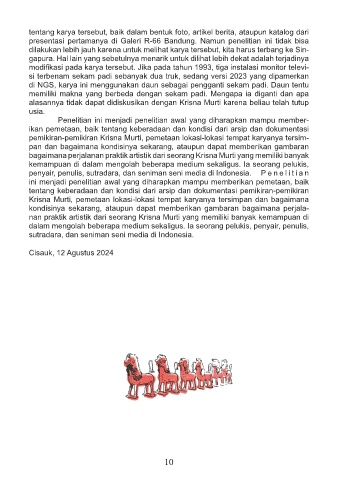 tentang karya tersebut, baik dalam bentuk foto, artikel berita, ataupun katalog dari
presentasi pertamanya di Galeri R-66 Bandung. Namun penelitian ini tidak bisa
dilakukan lebih jauh karena untuk melihat karya tersebut, kita harus terbang ke Sin-
gapura. Hal lain yang sebetulnya menarik untuk dilihat lebih dekat adalah terjadinya
modifikasi pada karya tersebut. Jika pada tahun 1993, tiga instalasi monitor televi-
si terbenam sekam padi sebanyak dua truk, sedang versi 2023 yang dipamerkan
di NGS, karya ini menggunakan daun sebagai pengganti sekam padi. Daun tentu
memiliki makna yang berbeda dengan sekam padi. Mengapa ia diganti dan apa
alasannya tidak dapat didiskusikan dengan Krisna Murti karena beliau telah tutup
usia.
Penelitian ini menjadi penelitian awal yang diharapkan mampu member-
ikan pemetaan, baik tentang keberadaan dan kondisi dari arsip dan dokumentasi
pemikiran-pemikiran Krisna Murti, pemetaan lokasi-lokasi tempat karyanya tersim-
pan dan bagaimana kondisinya sekarang, ataupun dapat memberikan gambaran
bagaimana perjalanan praktik artistik dari seorang Krisna Murti yang memiliki banyak
kemampuan di dalam mengolah beberapa medium sekaligus. Ia seorang pelukis,
penyair, penulis, sutradara, dan seniman seni media di Indonesia. P e n e l i t i a n
ini menjadi penelitian awal yang diharapkan mampu memberikan pemetaan, baik
tentang keberadaan dan kondisi dari arsip dan dokumentasi pemikiran-pemikiran
Krisna Murti, pemetaan lokasi-lokasi tempat karyanya tersimpan dan bagaimana
kondisinya sekarang, ataupun dapat memberikan gambaran bagaimana perjala-
nan praktik artistik dari seorang Krisna Murti yang memiliki banyak kemampuan di
dalam mengolah beberapa medium sekaligus. Ia seorang pelukis, penyair, penulis,
sutradara, dan seniman seni media di Indonesia.
Cisauk, 12 Agustus 2024
10